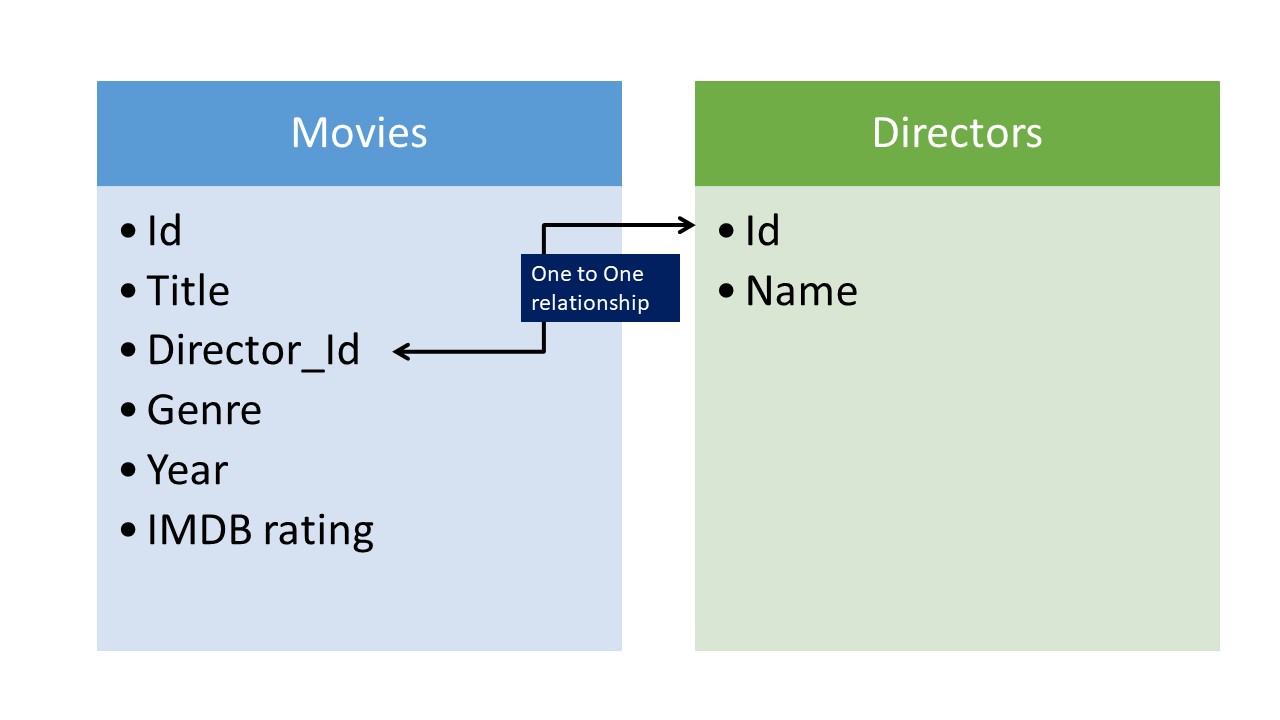 Movies
• Id
• Title
• Director_Id
• Genre
• Year
• IMDB rating
One to One
relationship
Directors
• Id
• Name